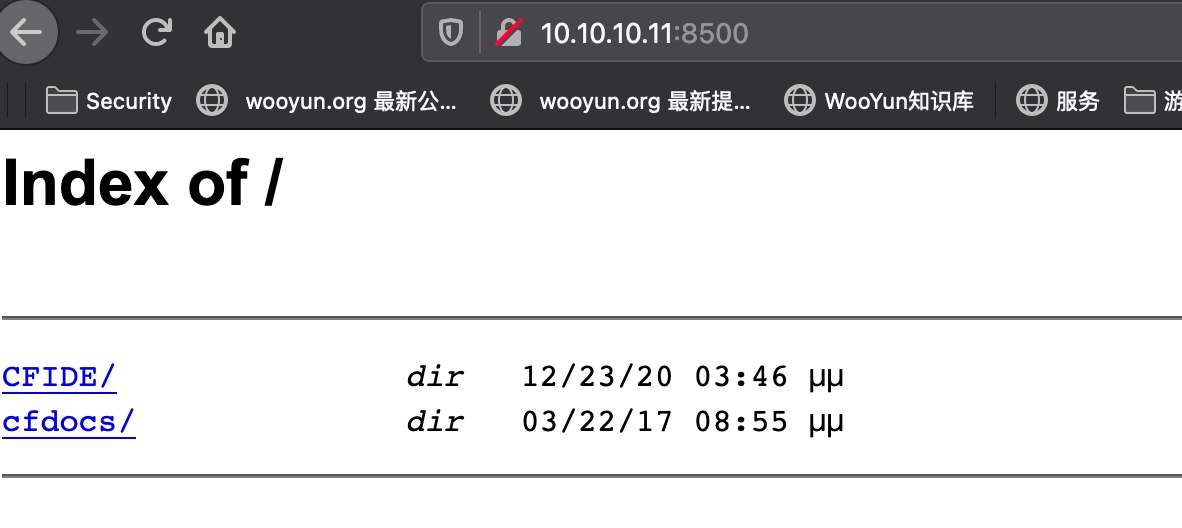 10.10.10.11:8500
Security wooyun.org 最新公... wooyun.org 最新提... WooYun知识库 服务 游
Index of /
CFIDE/ dir 12/23/20 03:46 μμ
cfdocs/ dir 03/22/17 08:55 μμ